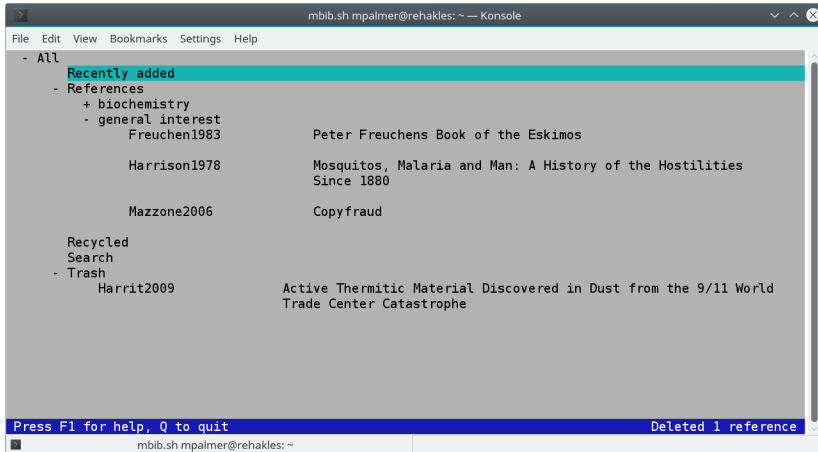 mbib.sh mpalmer@rehakles: ~ — Konsole
File Edit View Bookmarks Settings Help
- All
Recently added
- References
+ biochemistry
- general interest
Freuchen1983 Peter Freuchens Book of the Eskimos
Harrison1978 Mosquitos, Malaria and Man: A History of the Hostilities
Since 1880
Mazzone2006 Copyfraud
Recycled
Search
- Trash
Harrit2009 Active Thermitic Material Discovered in Dust from the 9/11 World
Trade Center Catastrophe
Press F1 for help, Q to quit Deleted 1 reference
mbib.sh mpalmer@rehakles: ~